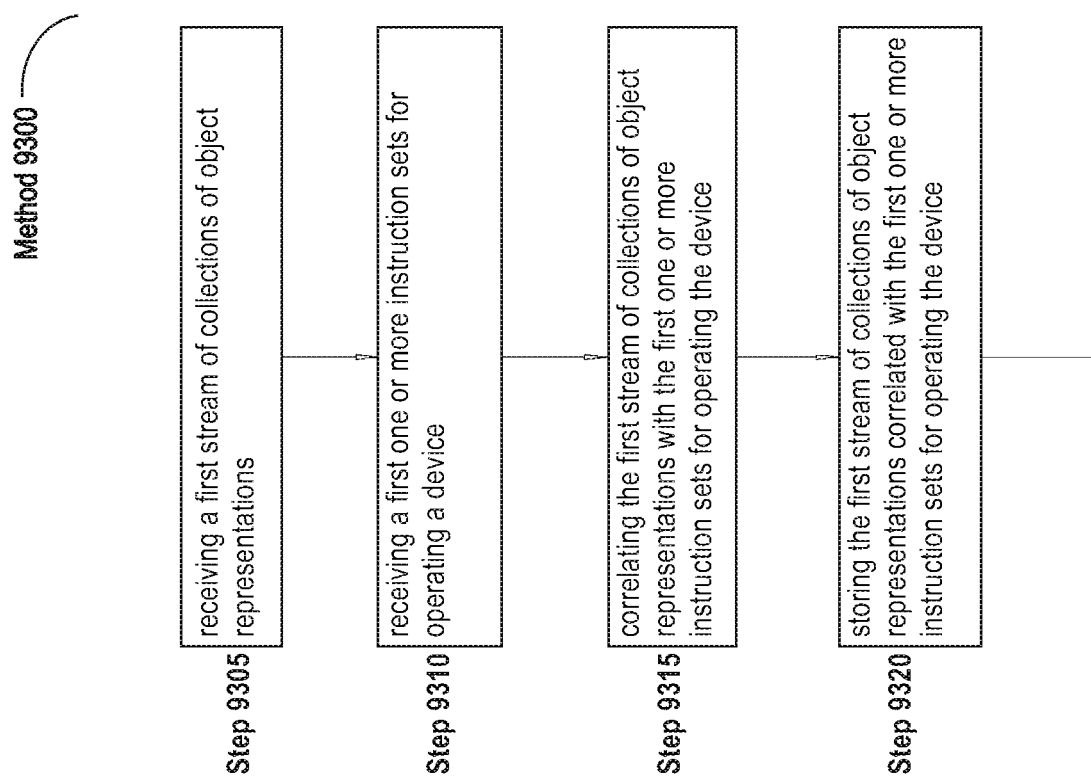 Method 9300
Step 9305
receiving a first stream of collections of object
representations
Step 9310
receiving a first one or more instruction sets for
operating a device
Step 9315
correlating the first stream of collections of object
representations with the first one or more
instruction sets for operating the device
Step 9320
storing the first stream of collections of object
representations correlated with the first one or more
instruction sets for operating the device